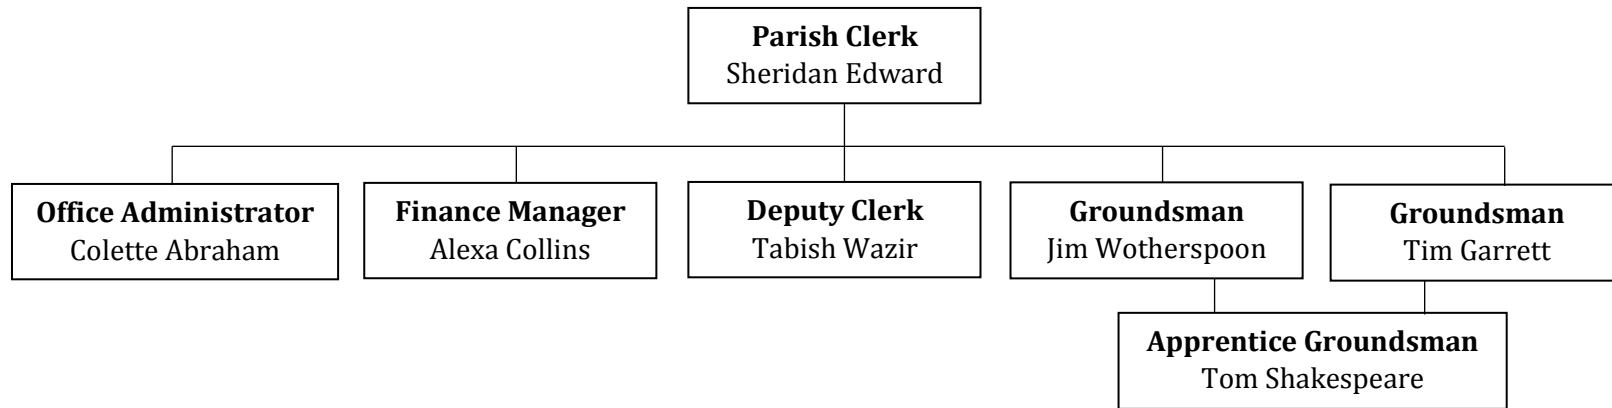 Parish Clerk
Sheridan Edward
Office Administrator
Colette Abraham
Finance Manager
Alexa Collins
Deputy Clerk
Tabish Wazir
Groundsman
Jim Wotherspoon
Groundsman
Tim Garrett
Apprentice Groundsman
Tom Shakespeare